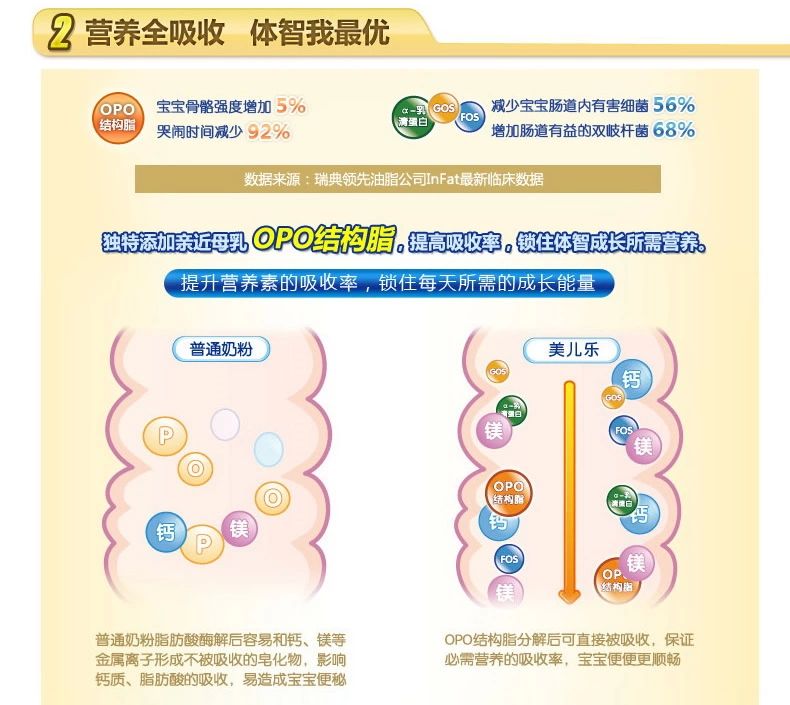 2 营养全吸收 体智我最优
OPO
结构脂
宝宝骨骼强度增加 5%
哭闹时间减少 92%
α-乳
清蛋白
GOS
FOS
减少宝宝肠道内有害细菌 56%
增加肠道有益的双岐杆菌 68%
数据来源：瑞典领先油脂公司InFat最新临床数据
独特添加亲近母乳 OPO结构脂，提高吸收率，锁住体智成长所需营养。
提升营养素的吸收率，锁住每天所需的成长能量
普通奶粉
P
O
O
钙
P
镁
美儿乐
GOS
钙
GOS
α-乳
清蛋白
镁
FOS
镁
OPO
结构脂
钙
α-乳
清蛋白
钙
FOS
镁
OPO
结构脂
镁
普通奶粉脂肪酸酶解后容易和钙、镁等
金属离子形成不被吸收的皂化物，影响
钙质、脂肪酸的吸收，易造成宝宝便秘
OPO结构脂分解后可直接被吸收，保证
必需营养的吸收率，宝宝便便更顺畅